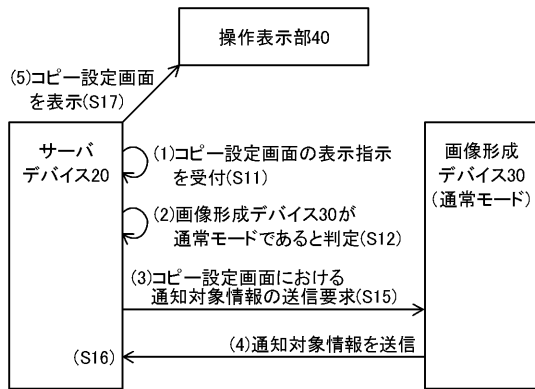 操作表示部40
(5)コピー設定画面
を表示(S17)
サーバ
デバイス20
(1)コピー設定画面の表示指示
を受付(S11)
画像形成
デバイス30
(通常モード)
(2)画像形成デバイス30が
通常モードであると判定(S12)
(3)コピー設定画面における
通知対象情報の送信要求(S15)
(4)通知対象情報を送信
(S16)